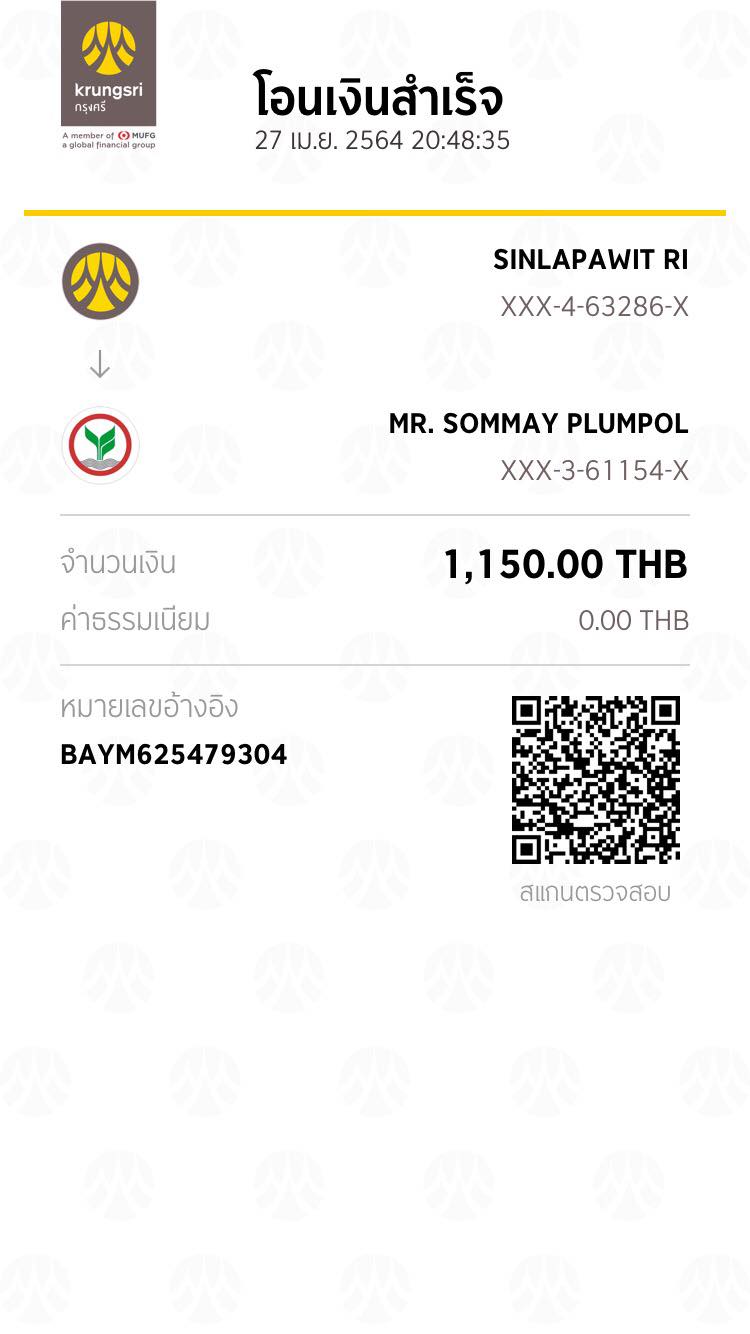 krungsri
กรุงศรี
A member of MUFG
a global financial group
โอนเงินสำเร็จ
27 เม.ย. 2564 20:48:35
SINLAPAWIT RI
XXX-4-63286-X
MR. SOMMAY PLUMPOL
XXX-3-61154-X
จำนวนเงิน 1,150.00 THB
ค่าธรรมเนียม 0.00 THB
หมายเลขอ้างอิง
BAYM625479304
สแกนตรวจสอบ